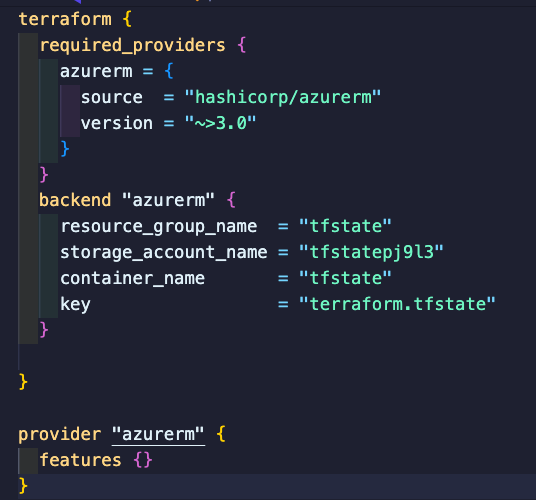 terraform {
  required_providers {
    azurerm = {
      source  = "hashicorp/azurerm"
      version = "~>3.0"
    }
  }
  backend "azurerm" {
    resource_group_name  = "tfstate"
    storage_account_name = "tfstatepj9l3"
    container_name       = "tfstate"
    key                  = "terraform.tfstate"
  }
}
provider "azurerm" {
  features {}
}